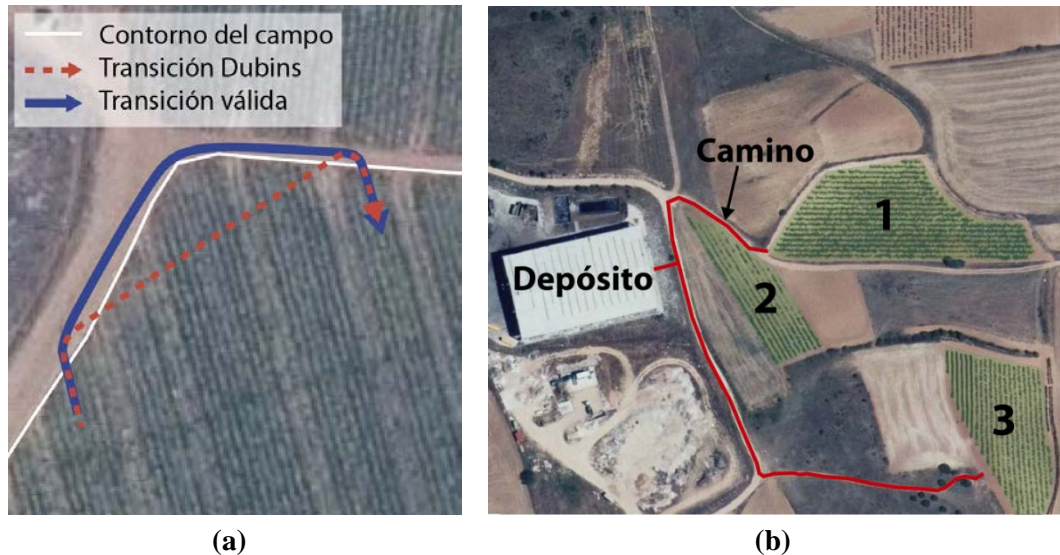 Contorno del campo
Transición Dubins
Transición válida
(a)
Camino
1
Depósito
2
3
(b)